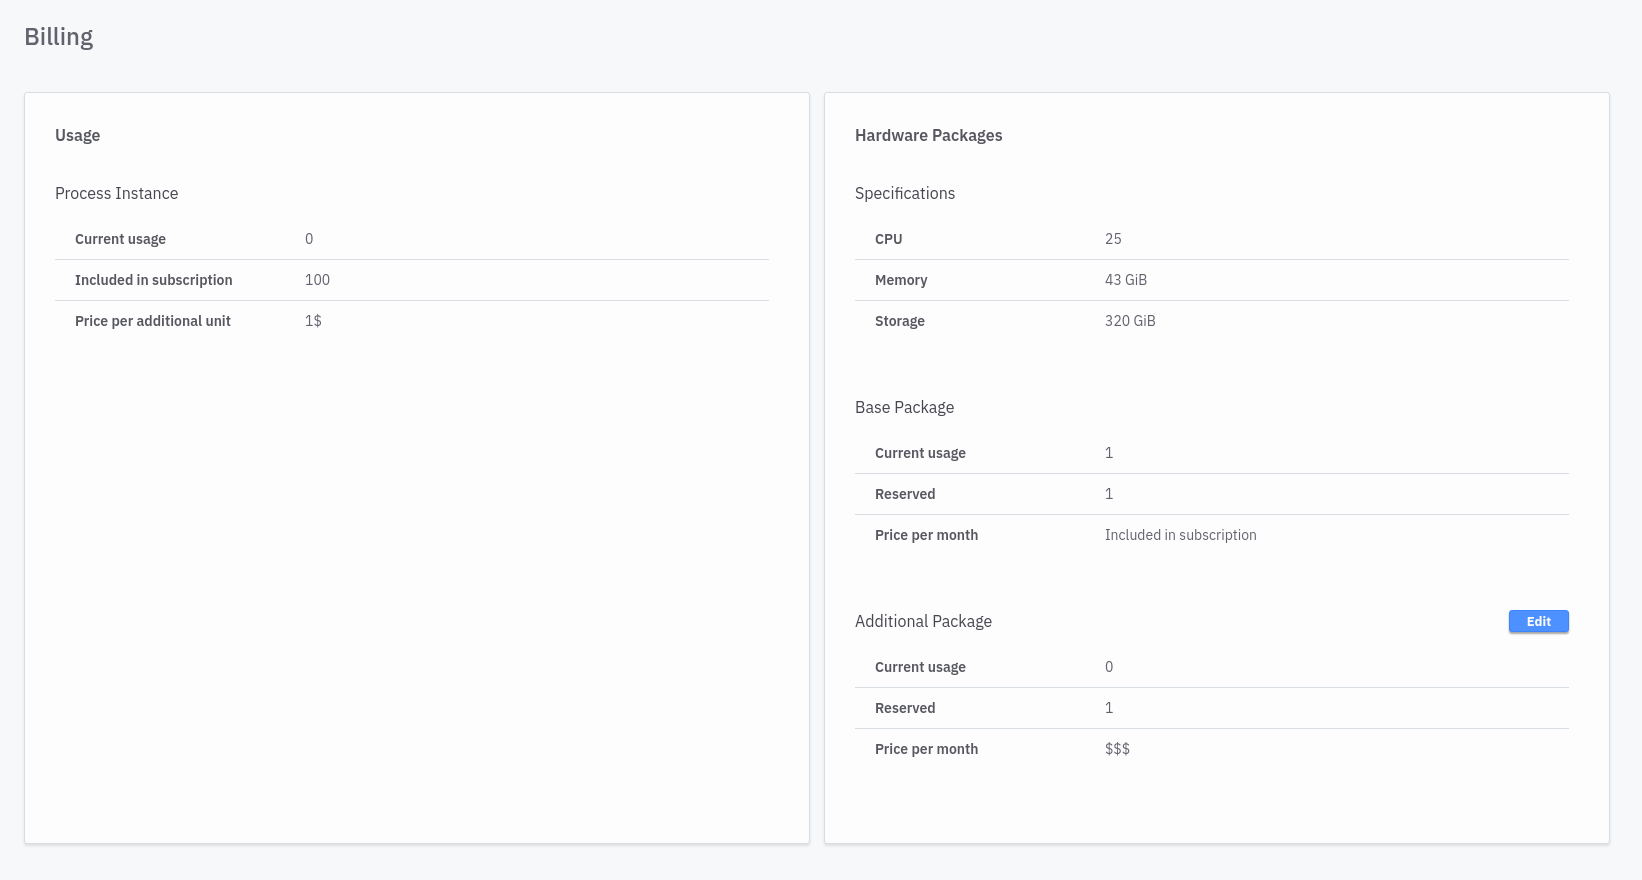 Billing
Usage
Process Instance
Current usage 0
Included in subscription 100
Price per additional unit 1$
Hardware Packages
Specifications
CPU 25
Memory 43 GiB
Storage 320 GiB
Base Package
Current usage 1
Reserved 1
Price per month Included in subscription
Additional Package Edit
Current usage 0
Reserved 1
Price per month $$$